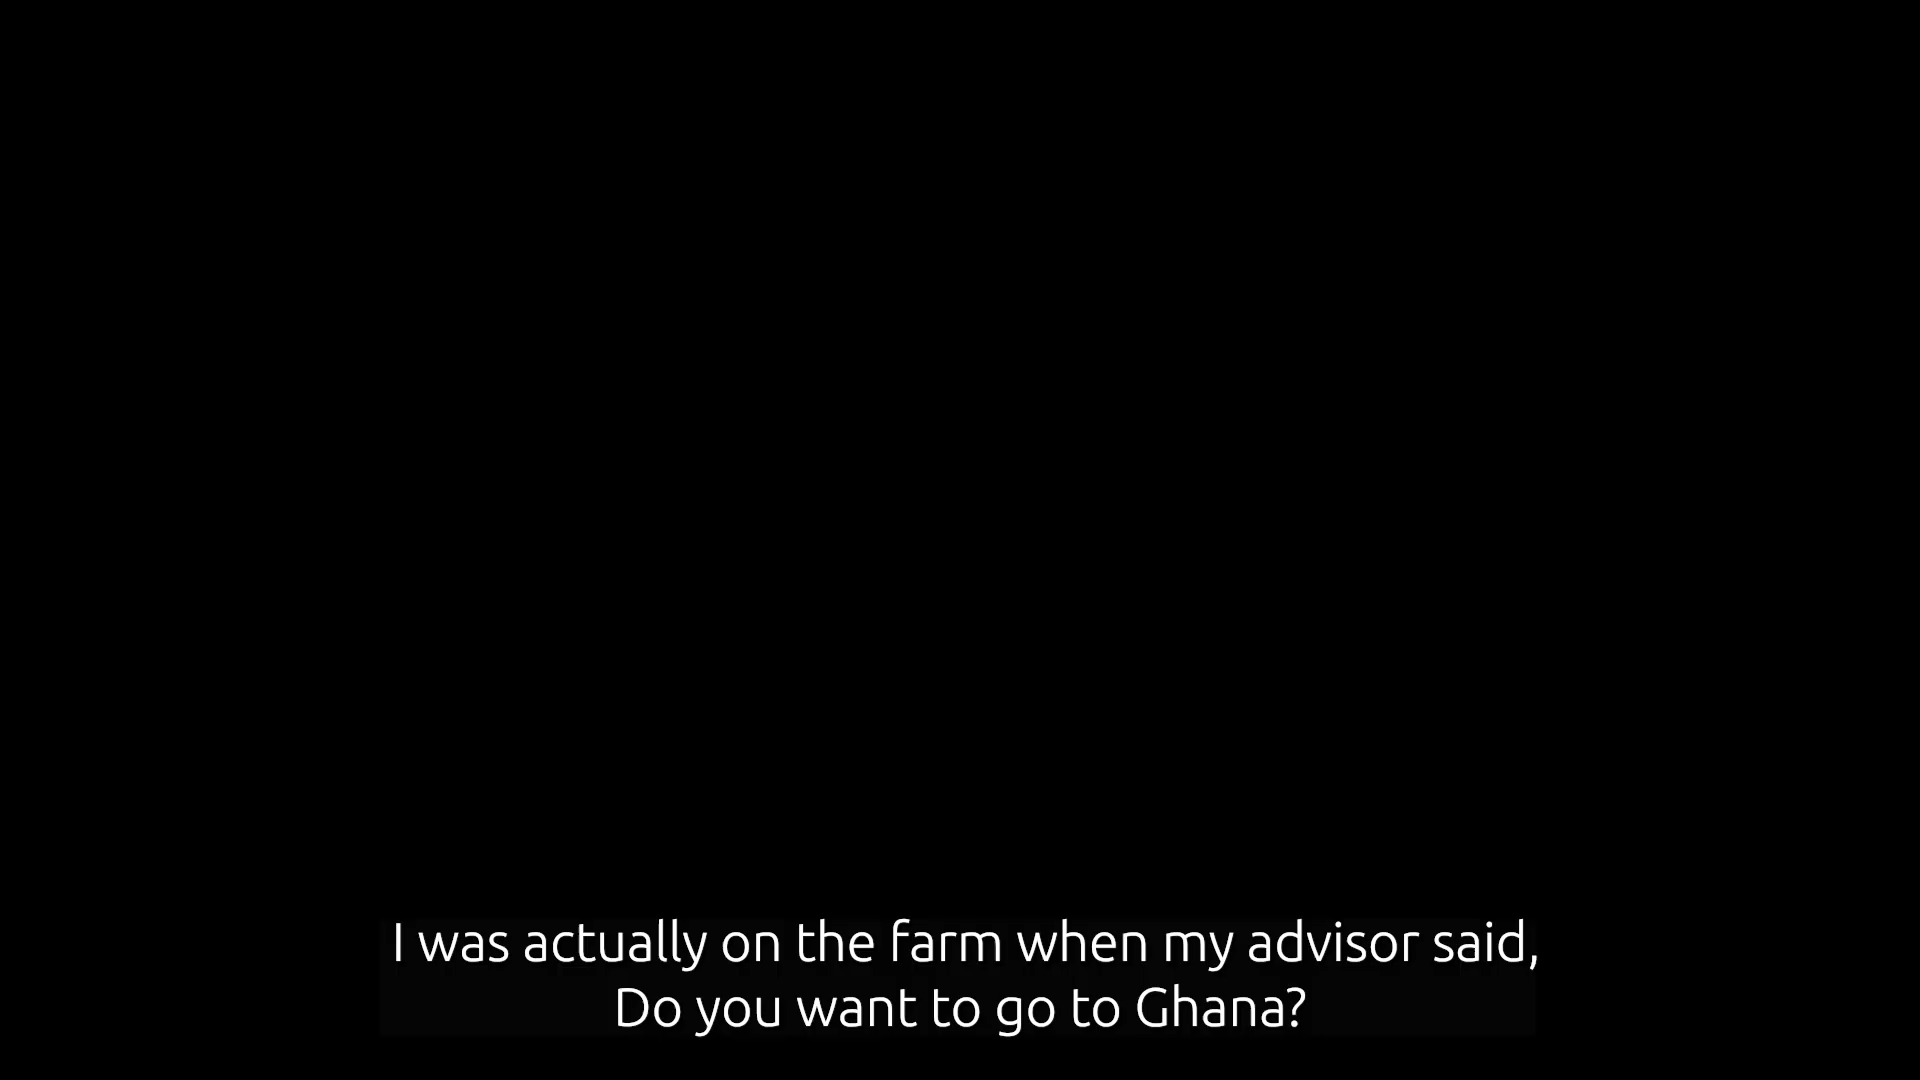 I was actually on the farm when my advisor said,
Do you want to go to Ghana?